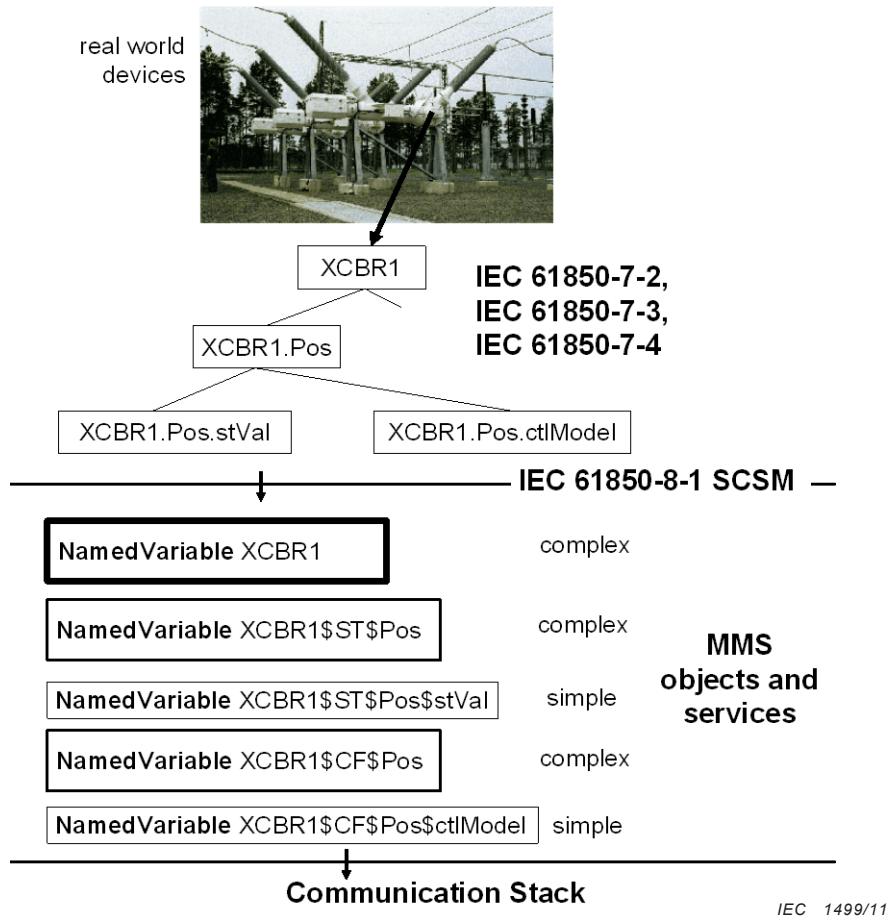 real world
devices
XCBR1
IEC 61850-7-2,
IEC 61850-7-3,
IEC 61850-7-4
XCBR1.Pos
XCBR1.Pos.stVal
XCBR1.Pos.ctlModel
IEC 61850-8-1 SCSM
NamedVariable XCBR1
complex
NamedVariable XCBR1$ST$Pos
complex
NamedVariable XCBR1$ST$Pos$stVal
simple
NamedVariable XCBR1$CF$Pos
complex
NamedVariable XCBR1$CF$Pos$ctlModel
simple
MMS
objects and
services
Communication Stack
IEC 1499/11